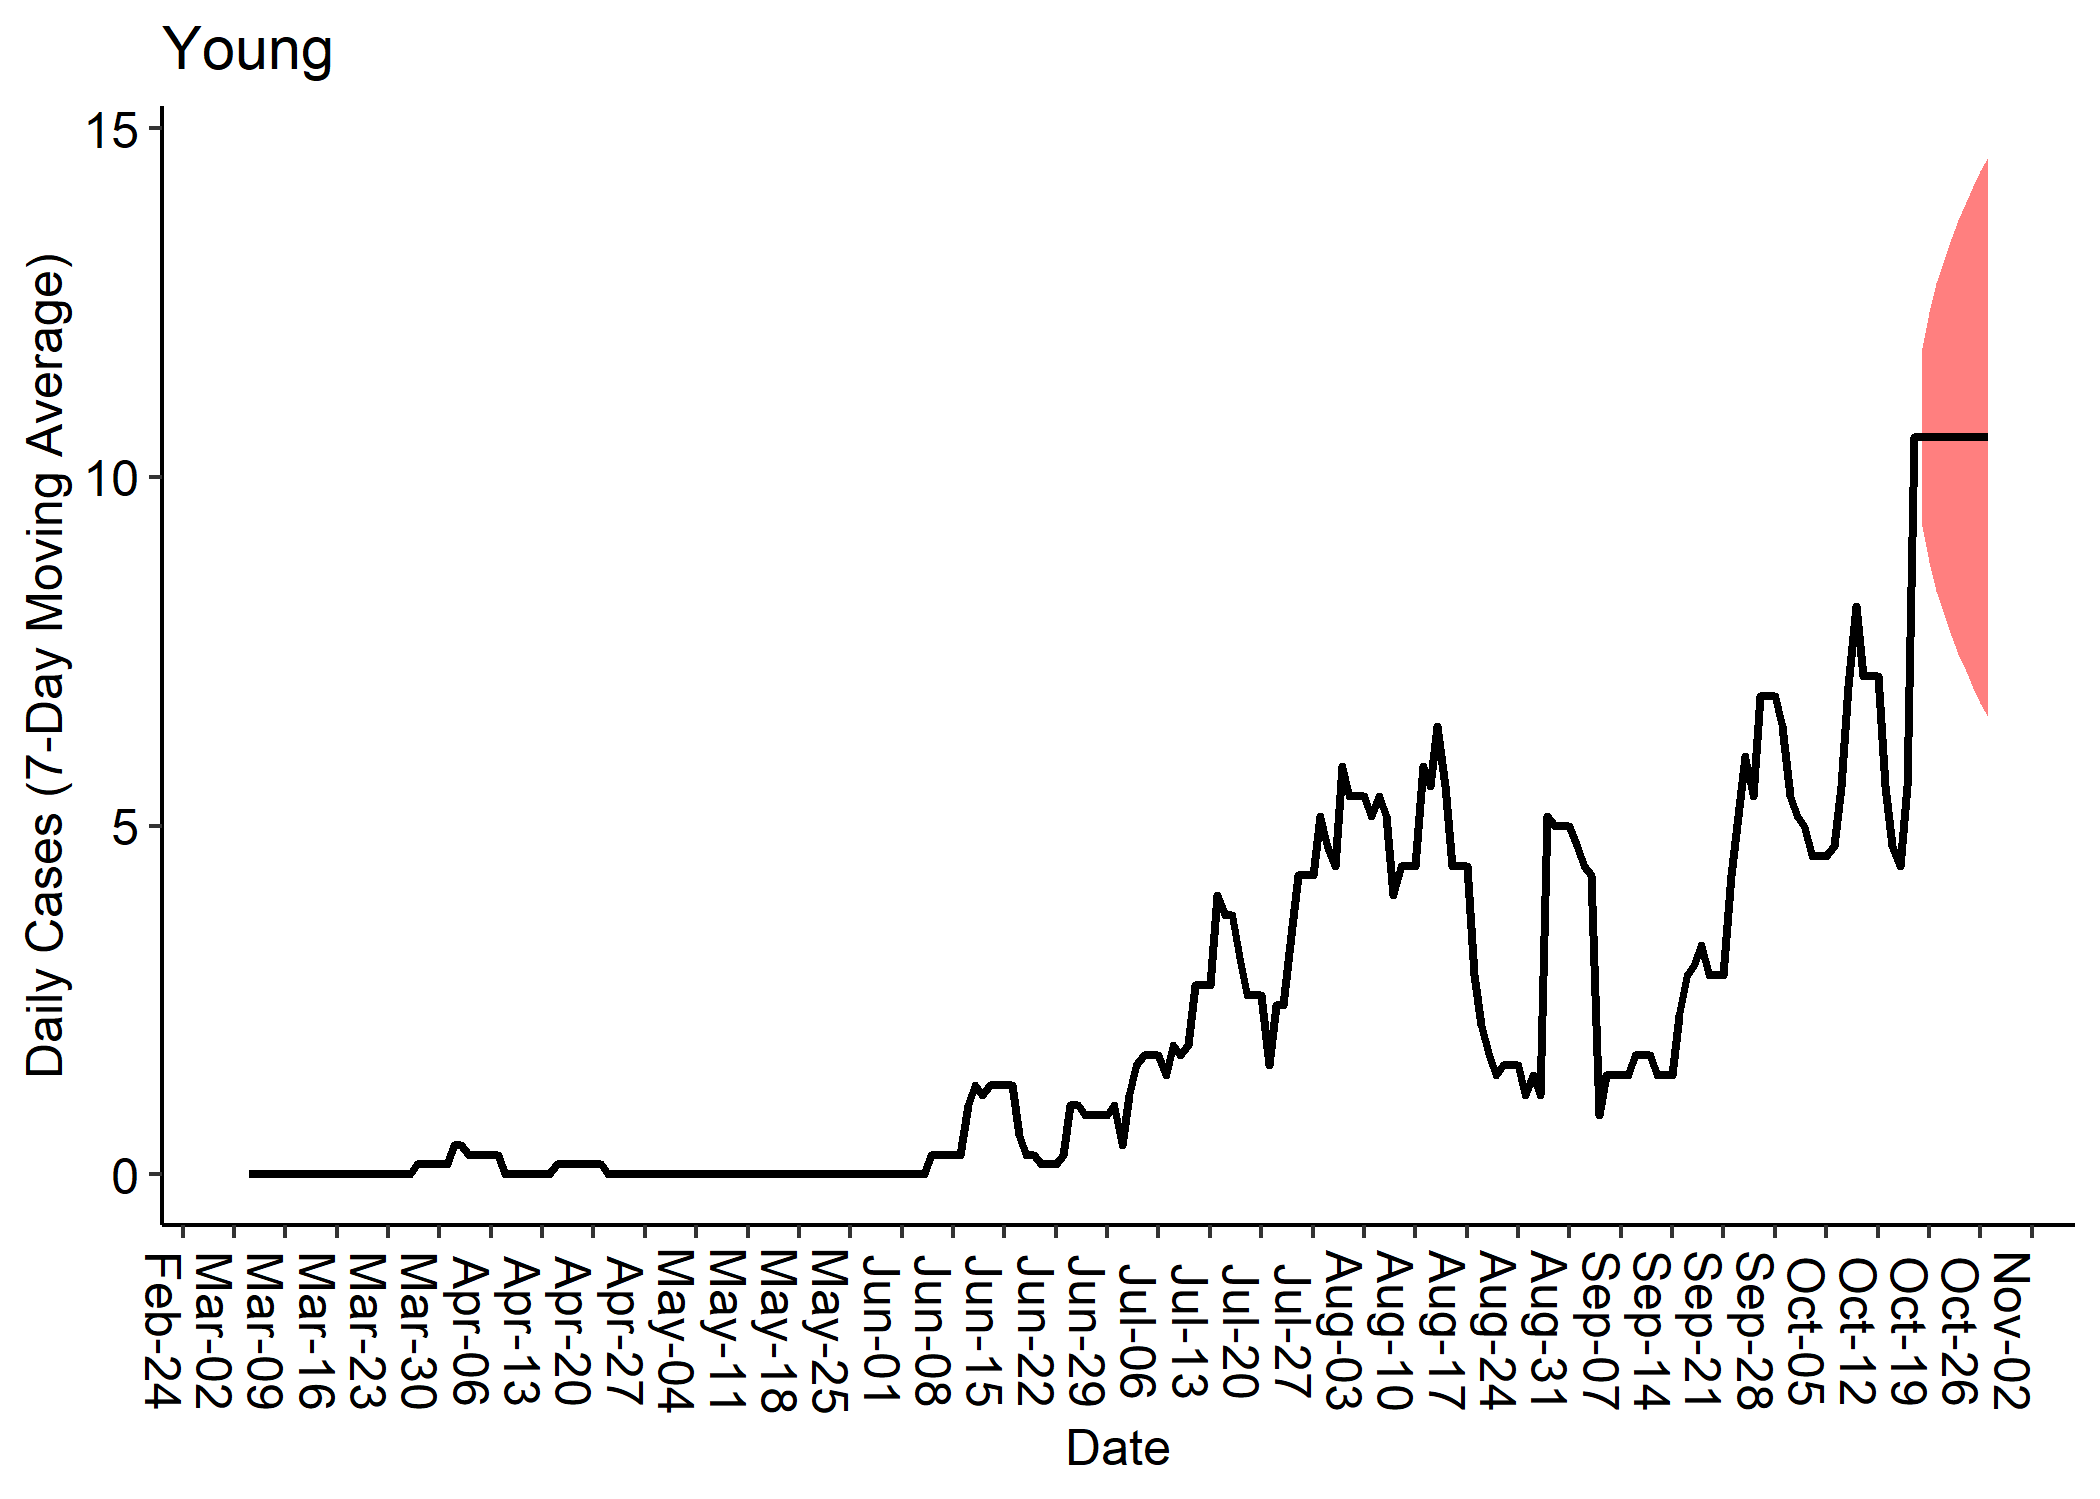 Young
Daily Cases (7-Day Moving Average)
15
10
5
0
Feb-24
Mar-02
Mar-09
Mar-16
Mar-23
Mar-30
Apr-06
Apr-13
Apr-20
Apr-27
May-04
May-11
May-18
May-25
Jun-01
Jun-08
Jun-15
Jun-22
Jun-29
Jul-06
Jul-13
Jul-20
Jul-27
Aug-03
Aug-10
Aug-17
Aug-24
Aug-31
Sep-07
Sep-14
Sep-21
Sep-28
Oct-05
Oct-12
Oct-19
Oct-26
Nov-02
Date